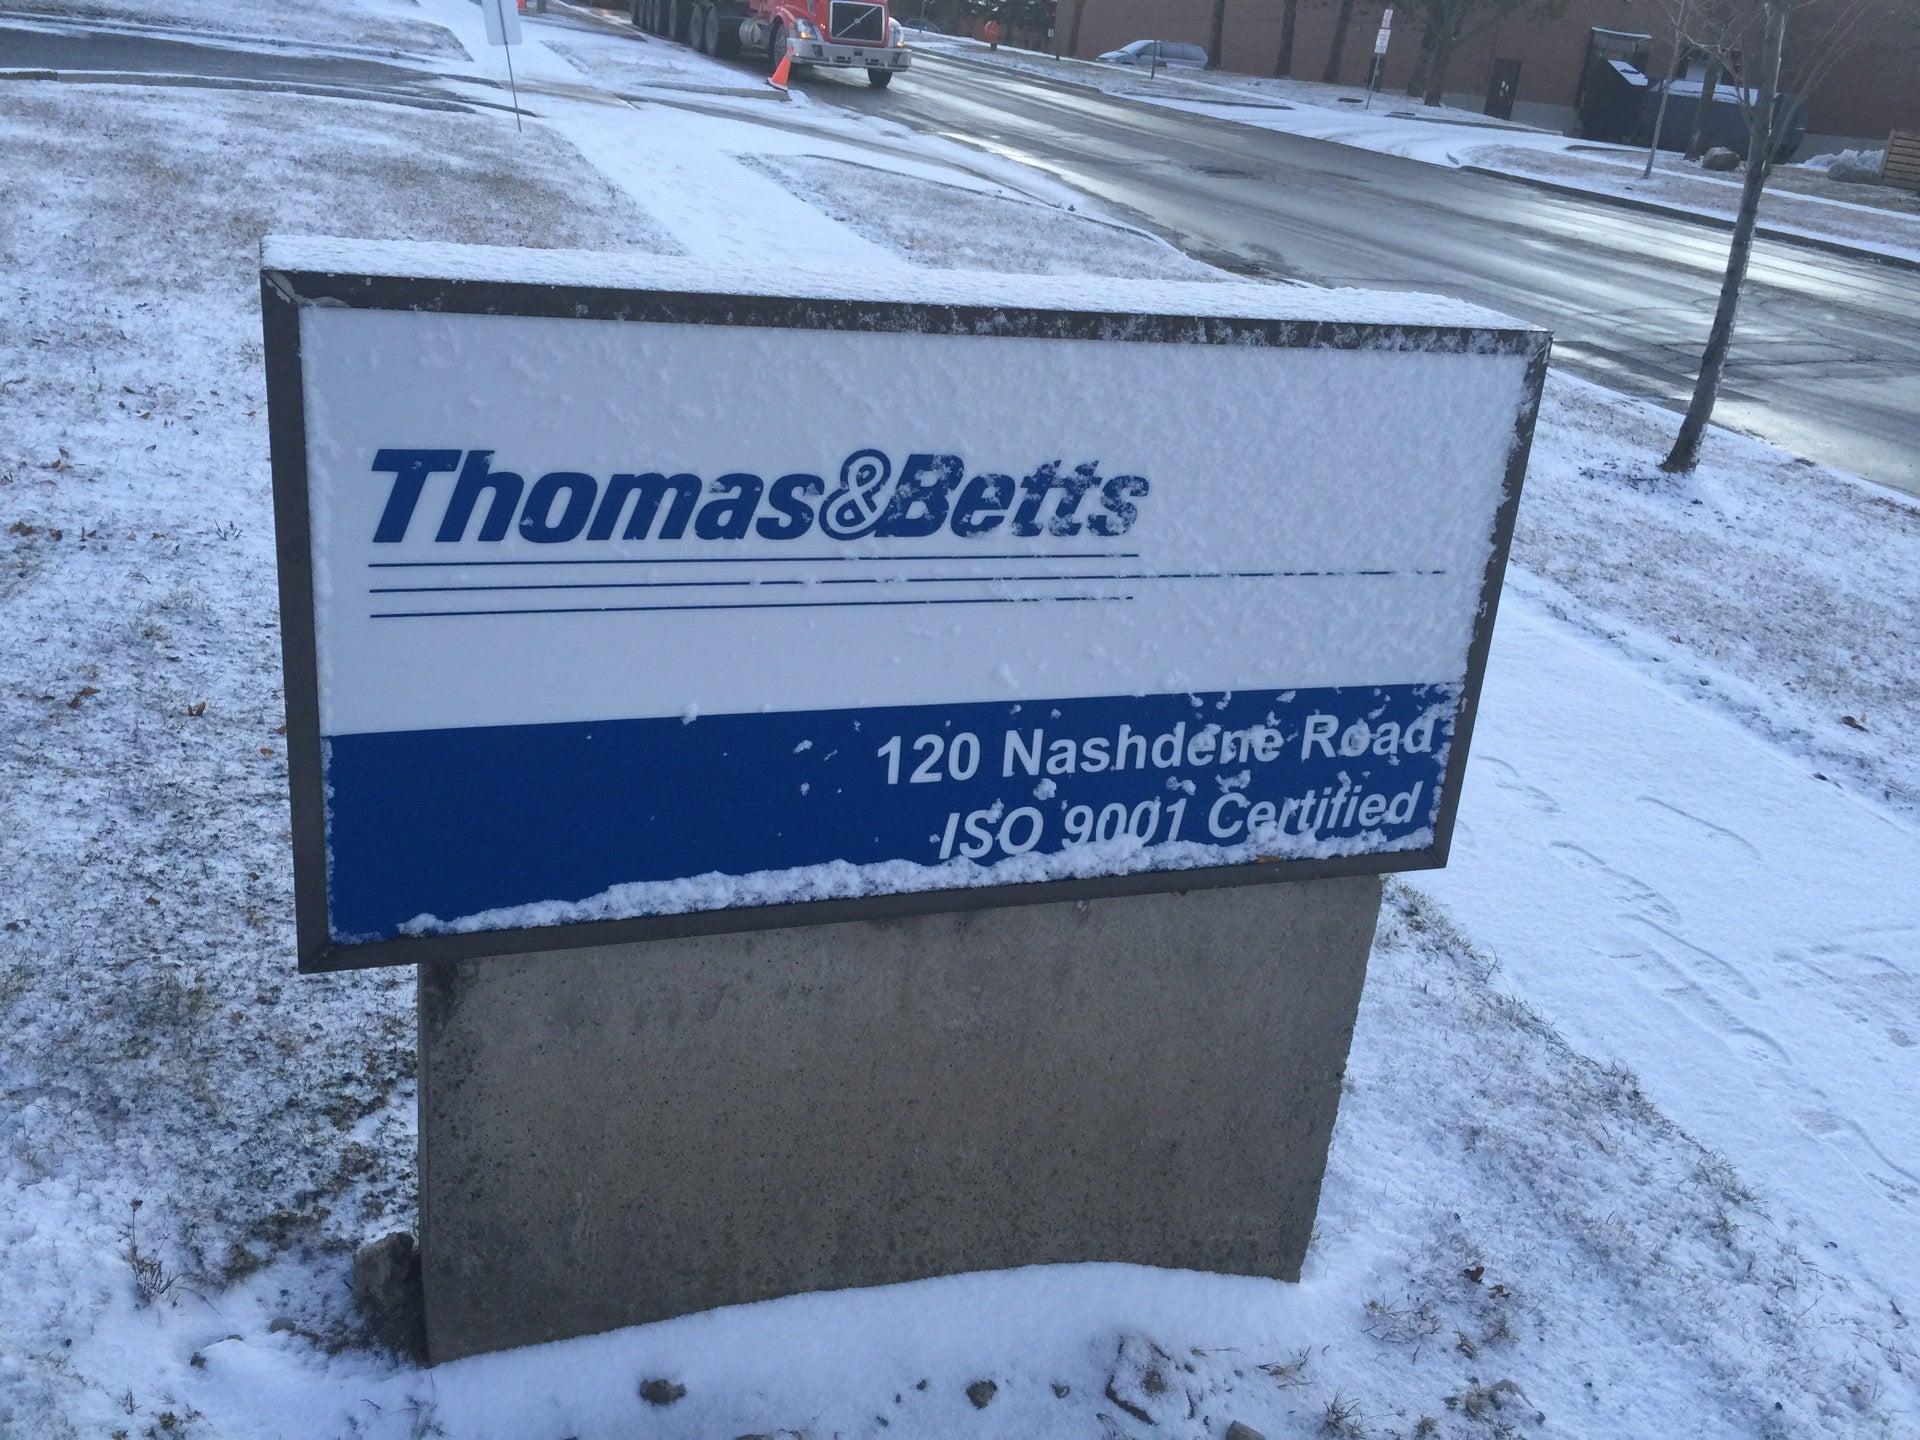 Thomas&Betts
120 Nashdene Road
ISO 9001 Certified